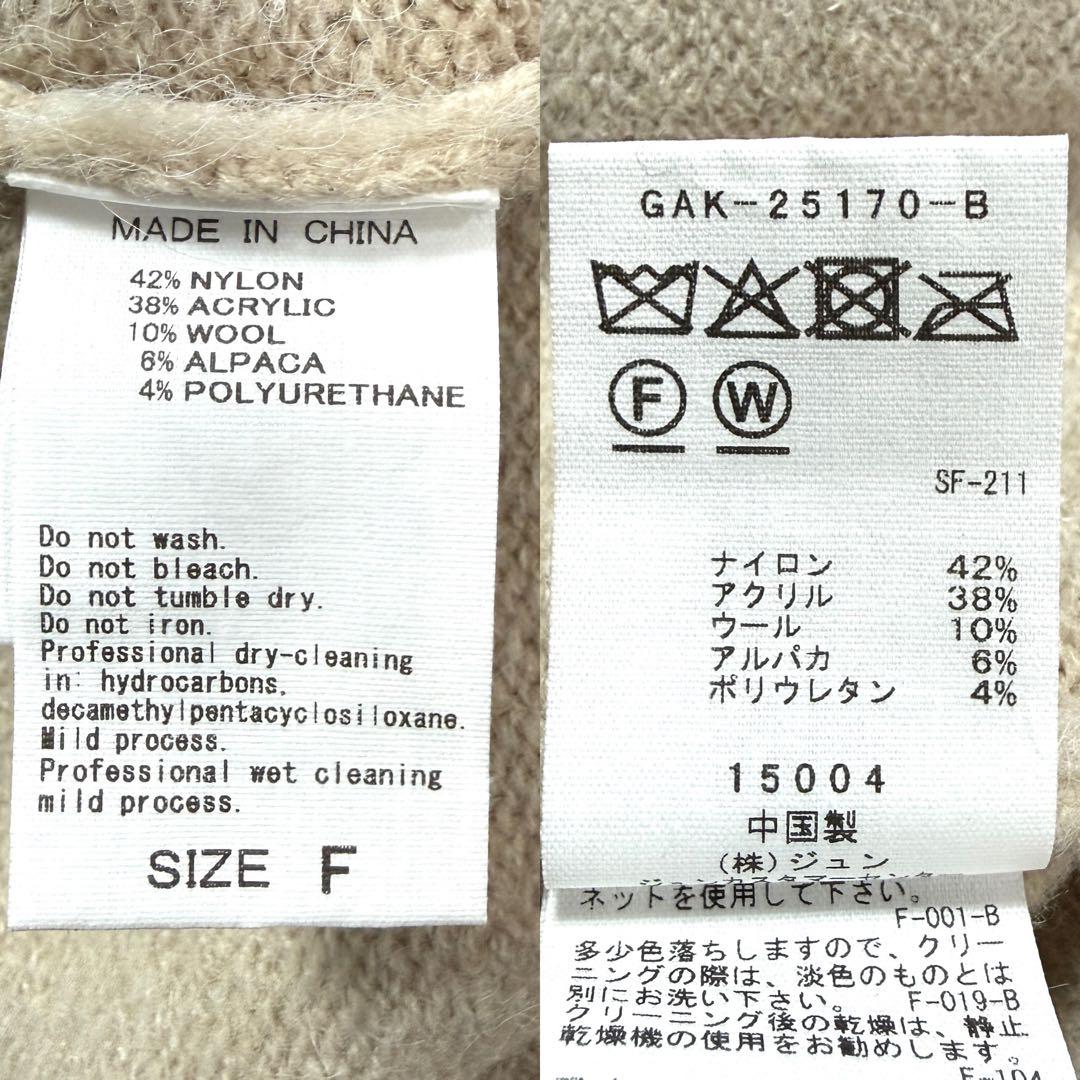 MADE IN CHINA
42% NYLON
38% ACRYLIC
10% WOOL
6% ALPACA
4% POLYURETHANE
Do not wash.
Do not bleach.
Do not tumble dry.
Do not iron.
Professional dry-cleaning
in: hydrocarbons,
decamethylpentacyclosiloxane.
Mild process.
Professional wet cleaning
mild process.
SIZE F
GAK-25170-B
F W
SF-211
ナイロン 42%
アクリル 38%
ウール 10%
アルパカ 6%
ポリウレタン 4%
15004
中国製
(株)ジュン
ネットを使用して下さい。
F-001-B
多少色落ちしますので、クリー
ニングの際は、淡色のものとは
別にお洗い下さい。 F-019-B
クリーニング後の乾燥は、静止
乾燥機の使用をお勧めします。
F-104